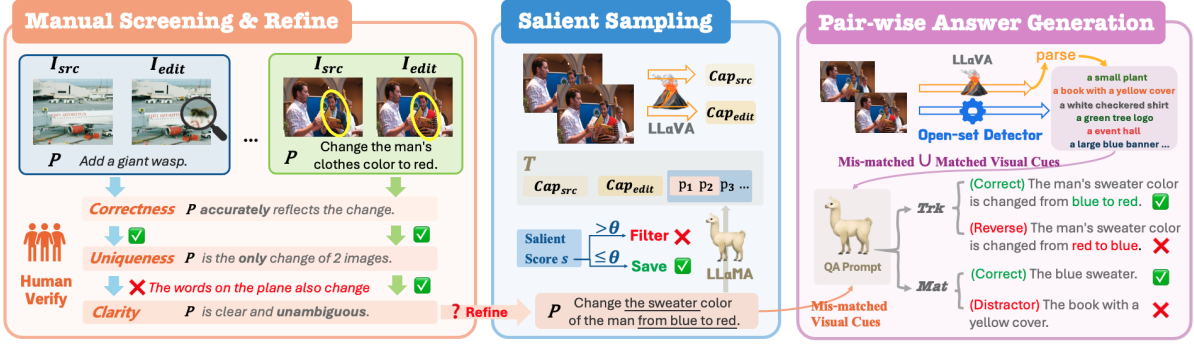 Manual Screening & Refine
I_src
I_edit
P Add a giant wasp.
...
I_src
I_edit
P Change the man's
clothes color to red.
Correctness P accurately reflects the change.
Uniqueness P is the only change of 2 images.
The words on the plane also change
Clarity P is clear and unambiguous.
Human
Verify
? Refine
Salient Sampling
LLaVA
Cap_src
Cap_edit
T
Cap_src Cap_edit p₁ p₂ p₃ ...
Salient
Score s
>θ Filter
≤θ Save
LLaMA
P Change the sweater color
of the man from blue to red.
Pair-wise Answer Generation
LLaVA
parse
Open-set Detector
a small plant
a book with a yellow cover
a white checkered shirt
a green tree logo
a event hall
a large blue banner ...
Mis-matched ∪ Matched Visual Cues
QA Prompt
Mis-matched
Visual Cues
Trk
(Correct) The man's sweater color
is changed from blue to red.
(Reverse) The man's sweater color
is changed from red to blue.
Mat
(Correct) The blue sweater.
(Distractor) The book with a
yellow cover.